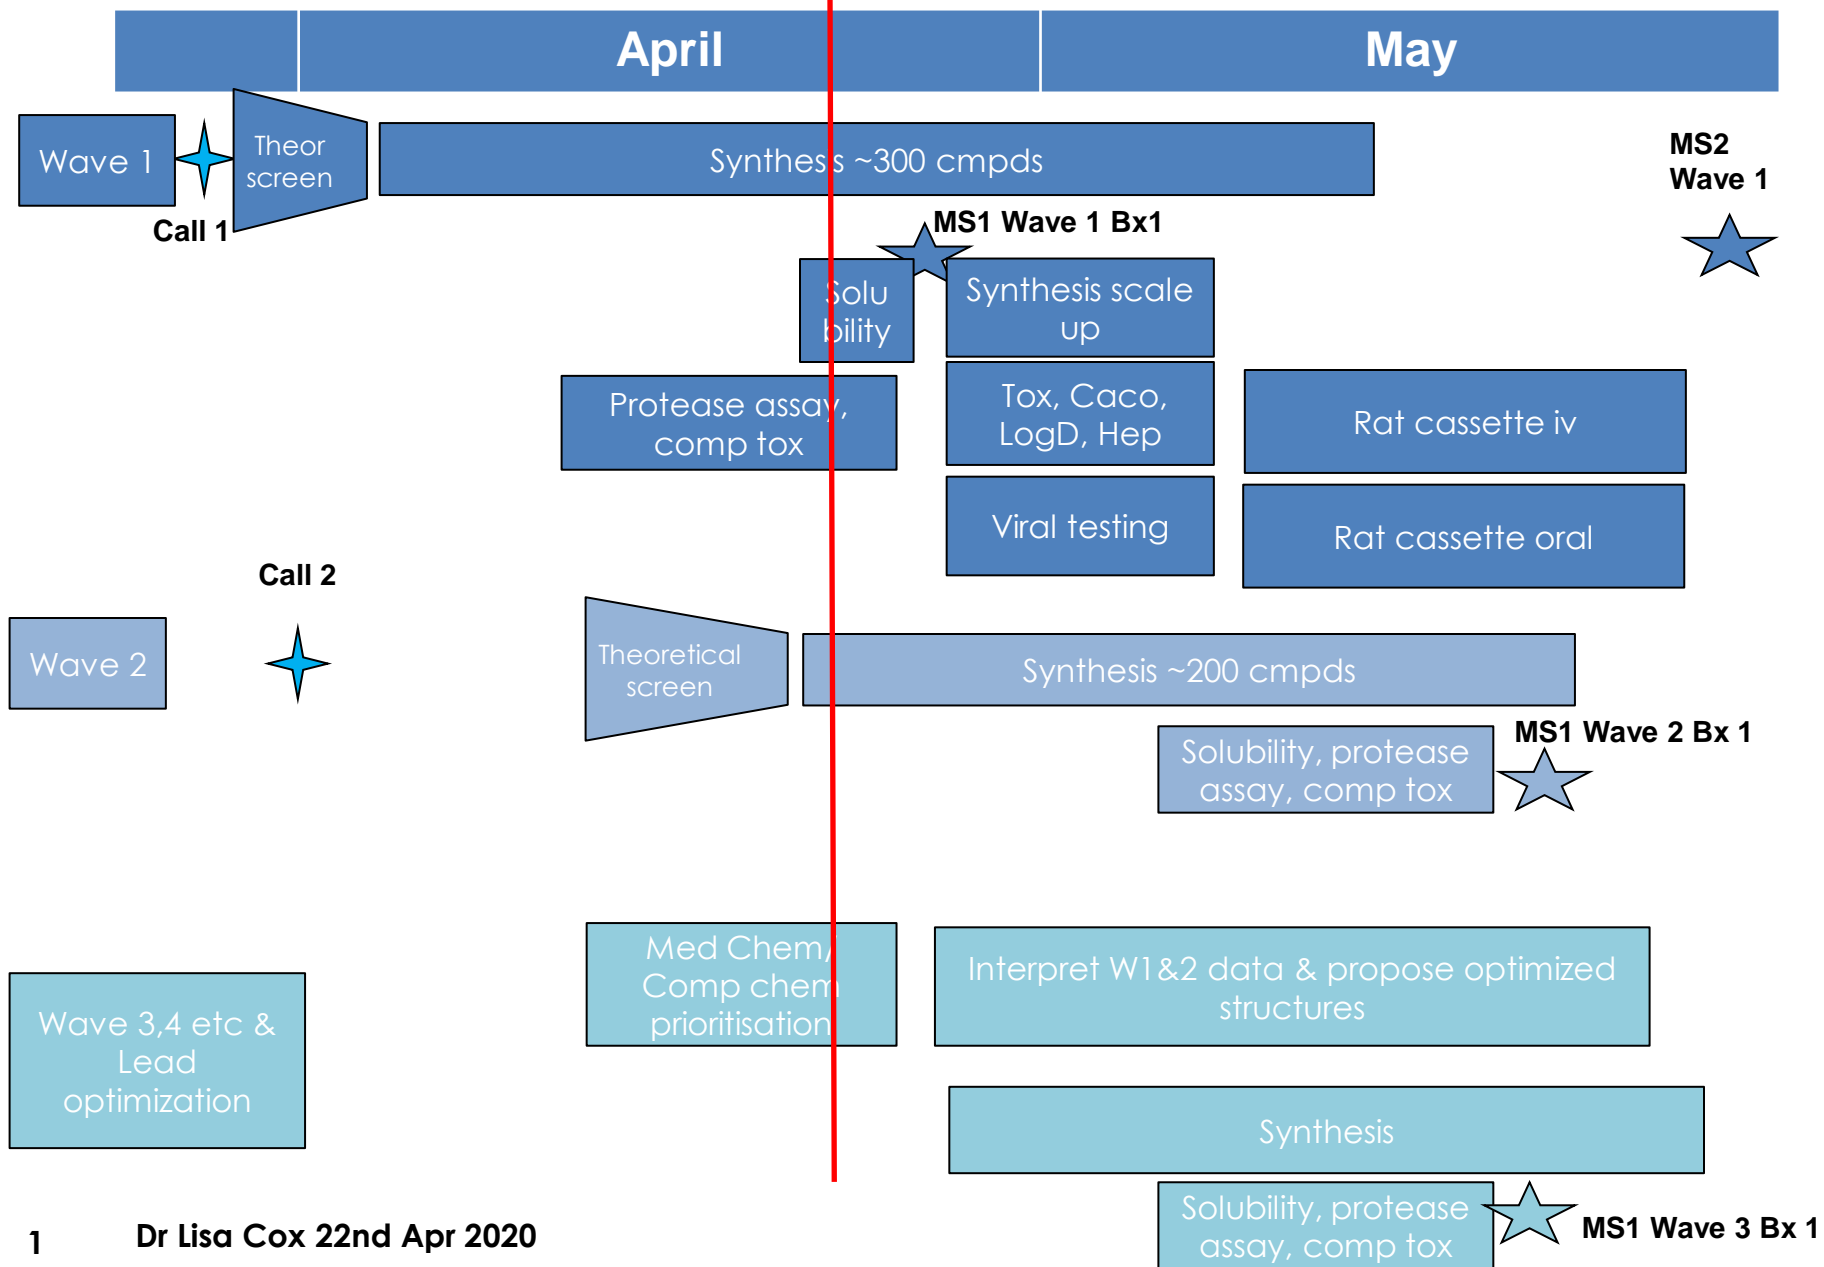 April
May
Wave 1
Call 1
Theor
screen
Synthesis ~300 cmpds
MS2
Wave 1
MS1 Wave 1 Bx1
Solu
bility
Synthesis scale
up
Protease assay,
comp tox
Tox, Caco,
LogD, Hep
Rat cassette iv
Viral testing
Rat cassette oral
Call 2
Wave 2
Theoretical
screen
Synthesis ~200 cmpds
Solubility, protease
assay, comp tox
MS1 Wave 2 Bx 1
Wave 3,4 etc &
Lead
optimization
Med Chem/
Comp chem
prioritisation
Interpret W1&2 data & propose optimized
structures
Synthesis
Solubility, protease
assay, comp tox
MS1 Wave 3 Bx 1
1
Dr Lisa Cox 22nd Apr 2020